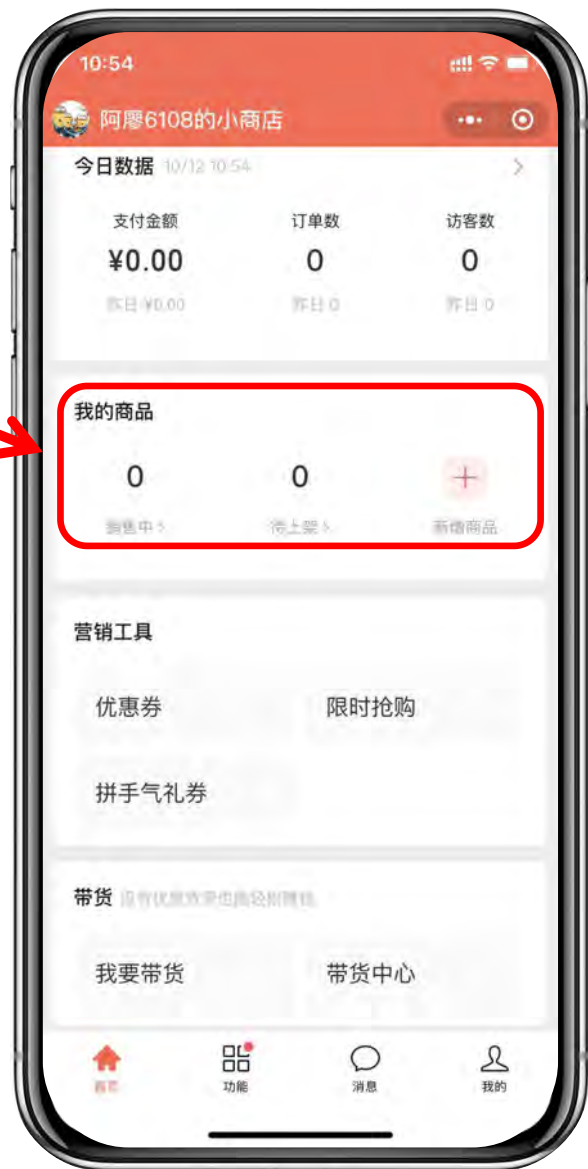 10:54
阿廖6108的小商店
今日数据 10/12 10:54
支付金额 订单数 访客数
¥0.00 0 0
昨日 ¥0.00 昨日 0 昨日 0
我的商品
0 0
销售中 待上架 新增商品
营销工具
优惠券 限时抢购
拼手气礼券
带货
我要带货 带货中心
首页 功能 消息 我的